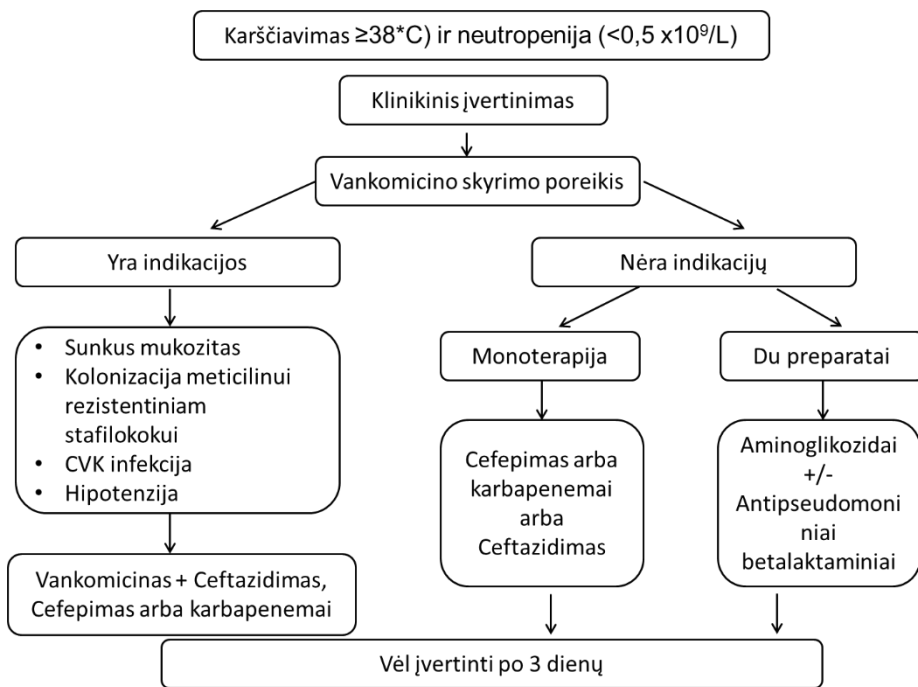 Karščiavimas ≥38*C) ir neutropenija (<0,5 x10⁹/L)
Klinikinis įvertinimas
Vankomicino skyrimo poreikis
Yra indikacijos
Nėra indikacijų
• Sunkus mukozitas
• Kolonizacija meticilinui
rezistentiniam
stafilokokui
• CVK infekcija
• Hipotenzija
Monoterapija
Du preparatai
Cefepimas arba
karbapenemai
arba
Ceftazidimas
Aminoglikozidai
+/-
Antipseudomoni
niai
betalaktaminiai
Vankomicinas + Ceftazidimas,
Cefepimas arba karbapenemai
Vėl įvertinti po 3 dienų